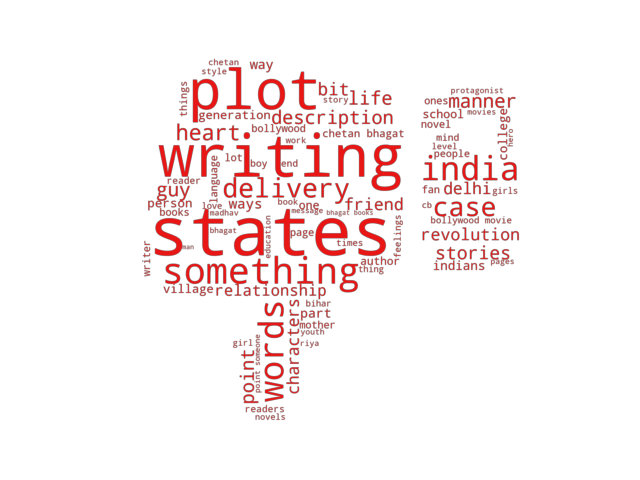 chetan way
style
plot
things
bit
story life
generation description
heart bollywood chetan bhagat
work
writing
language lot boy end
reader
guy delivery
person love ways book one friend
books madhav message bhagat books
states
bhagat page
man education times feelings
writer something author
thing
village relationship
words characters bihar
part
mother
youth
girl riya
point point someone
readers
novels
protagonist
ones manner
school movies
novel college hero
mind
level
people
india
fan delhi girls
cb case
bollywood movie
revolution
stories
indians pages